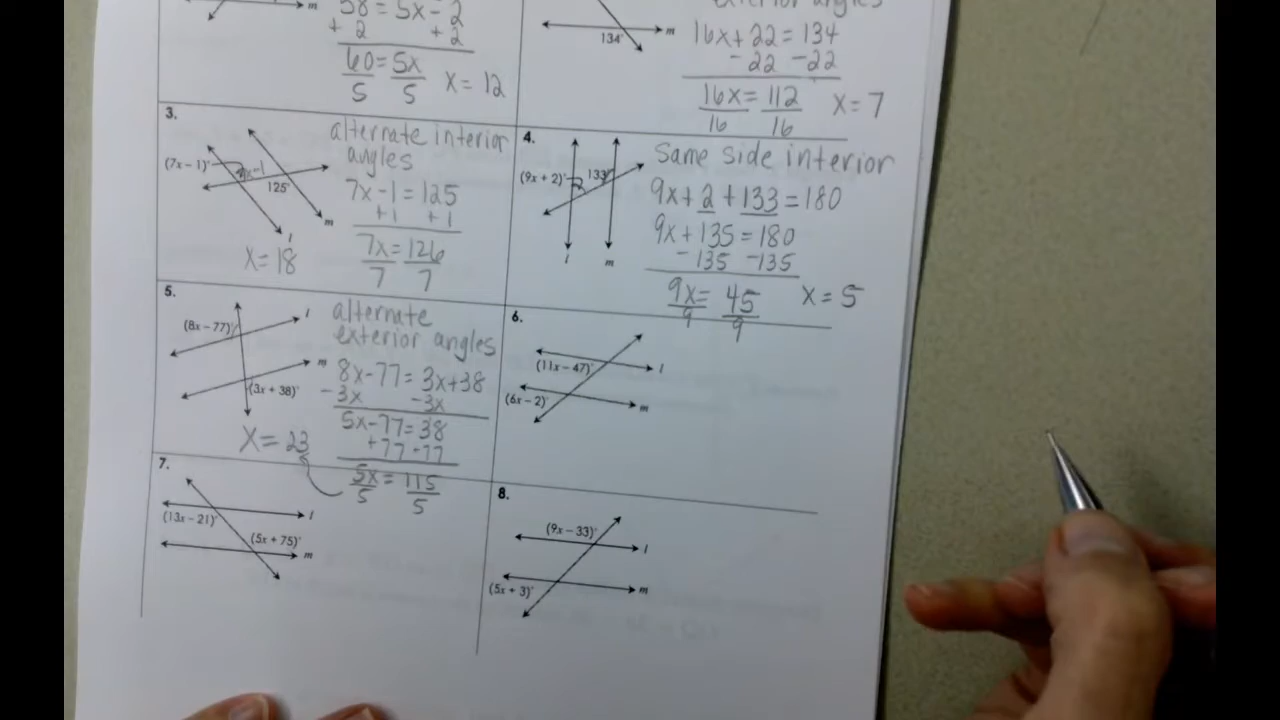 m
58 = 5x - 2
+ 2 + 2
60 = 5x
5 5
x = 12
134°
m
exterior angles
16x + 22 = 134
- 22 - 22
16x = 112
16 16
x = 7
3.
(7x – 1)°
7x-1
125°
m
l
alternate interior
angles
7x - 1 = 125
+1 +1
7x = 126
7 7
x = 18
4.
(9x + 2)°
133°
l
m
Same side interior
9x + 2 + 133 = 180
9x + 135 = 180
- 135 - 135
9x = 45
9 9
x = 5
5.
(8x – 77)°
l
m
(3x + 38)°
alternate
exterior angles
8x - 77 = 3x + 38
- 3x - 3x
5x - 77 = 38
+ 77 + 77
5x = 115
5 5
x = 23
6.
(11x – 47)°
l
(6x – 2)°
m
7.
(13x – 21)°
l
(5x + 75)°
m
8.
(9x – 33)°
l
(5x + 3)°
m